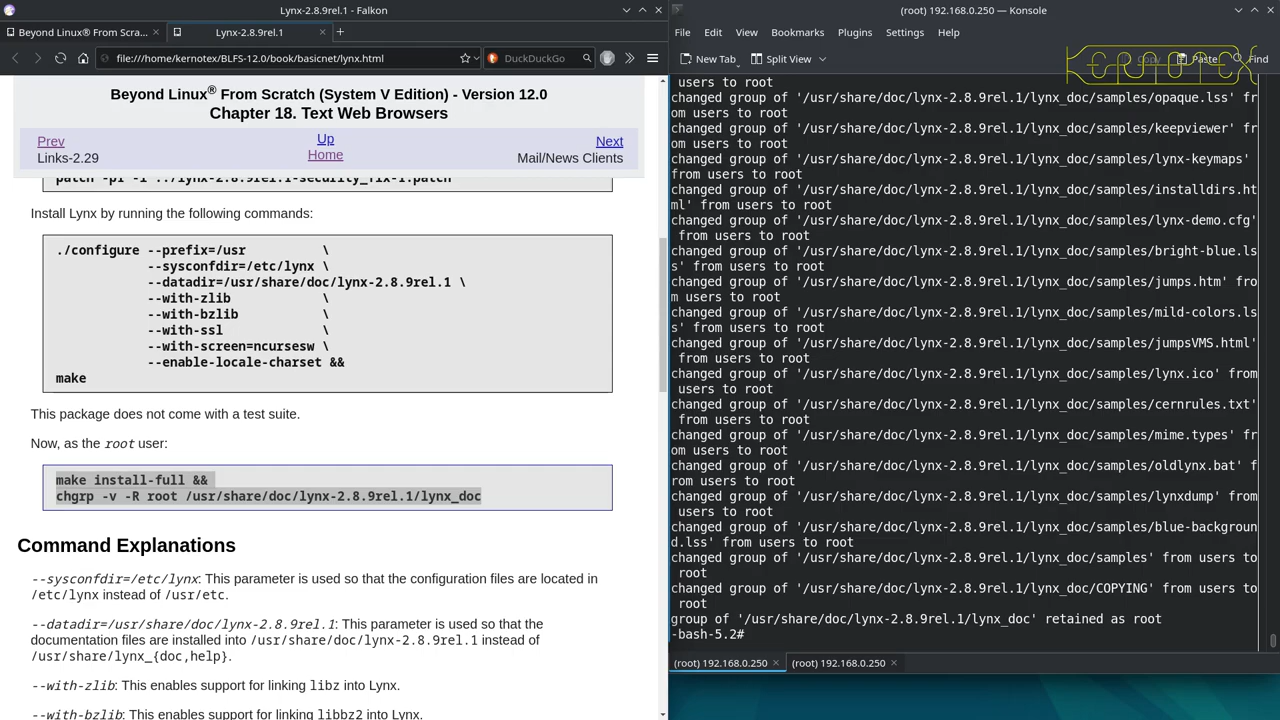 Lynx-2.8.9rel.1 - Falkon
Beyond Linux® From Scra...
Lynx-2.8.9rel.1
file:///home/kernotex/BLFS-12.0/book/basicnet/lynx.html
DuckDuckGo
Beyond Linux® From Scratch (System V Edition) - Version 12.0
Chapter 18. Text Web Browsers
Prev
Up
Next
Links-2.29
Home
Mail/News Clients
patch -p1 -i ../lynx-2.8.9rel.1-security_fix-1.patch
Install Lynx by running the following commands:
./configure --prefix=/usr \
--sysconfdir=/etc/lynx \
--datadir=/usr/share/doc/lynx-2.8.9rel.1 \
--with-zlib \
--with-bzlib \
--with-ssl \
--with-screen=ncursesw \
--enable-locale-charset &&
make
This package does not come with a test suite.
Now, as the root user:
make install-full &&
chgrp -v -R root /usr/share/doc/lynx-2.8.9rel.1/lynx_doc
Command Explanations
--sysconfdir=/etc/lynx: This parameter is used so that the configuration files are located in
/etc/lynx instead of /usr/etc.
--datadir=/usr/share/doc/lynx-2.8.9rel.1: This parameter is used so that the
documentation files are installed into /usr/share/doc/lynx-2.8.9rel.1 instead of
/usr/share/lynx_{doc,help}.
--with-zlib: This enables support for linking libz into Lynx.
--with-bzlib: This enables support for linking libbz2 into Lynx.
(root) 192.168.0.250 — Konsole
File Edit View Bookmarks Plugins Settings Help
New Tab Split View Copy Paste Find
KERNOTEX
users to root
changed group of '/usr/share/doc/lynx-2.8.9rel.1/lynx_doc/samples/opaque.lss' fr
om users to root
changed group of '/usr/share/doc/lynx-2.8.9rel.1/lynx_doc/samples/keepviewer' fr
om users to root
changed group of '/usr/share/doc/lynx-2.8.9rel.1/lynx_doc/samples/lynx-keymaps'
from users to root
changed group of '/usr/share/doc/lynx-2.8.9rel.1/lynx_doc/samples/installdirs.ht
ml' from users to root
changed group of '/usr/share/doc/lynx-2.8.9rel.1/lynx_doc/samples/lynx-demo.cfg'
from users to root
changed group of '/usr/share/doc/lynx-2.8.9rel.1/lynx_doc/samples/bright-blue.ls
s' from users to root
changed group of '/usr/share/doc/lynx-2.8.9rel.1/lynx_doc/samples/jumps.htm' fro
m users to root
changed group of '/usr/share/doc/lynx-2.8.9rel.1/lynx_doc/samples/mild-colors.ls
s' from users to root
changed group of '/usr/share/doc/lynx-2.8.9rel.1/lynx_doc/samples/jumpsVMS.html'
from users to root
changed group of '/usr/share/doc/lynx-2.8.9rel.1/lynx_doc/samples/lynx.ico' from
users to root
changed group of '/usr/share/doc/lynx-2.8.9rel.1/lynx_doc/samples/cernrules.txt'
from users to root
changed group of '/usr/share/doc/lynx-2.8.9rel.1/lynx_doc/samples/mime.types' fr
om users to root
changed group of '/usr/share/doc/lynx-2.8.9rel.1/lynx_doc/samples/oldlynx.bat' f
rom users to root
changed group of '/usr/share/doc/lynx-2.8.9rel.1/lynx_doc/samples/lynxdump' from
users to root
changed group of '/usr/share/doc/lynx-2.8.9rel.1/lynx_doc/samples/blue-backgroun
d.lss' from users to root
changed group of '/usr/share/doc/lynx-2.8.9rel.1/lynx_doc/samples' from users to
root
changed group of '/usr/share/doc/lynx-2.8.9rel.1/lynx_doc/COPYING' from users to
root
group of '/usr/share/doc/lynx-2.8.9rel.1/lynx_doc' retained as root
-bash-5.2#
(root) 192.168.0.250
(root) 192.168.0.250